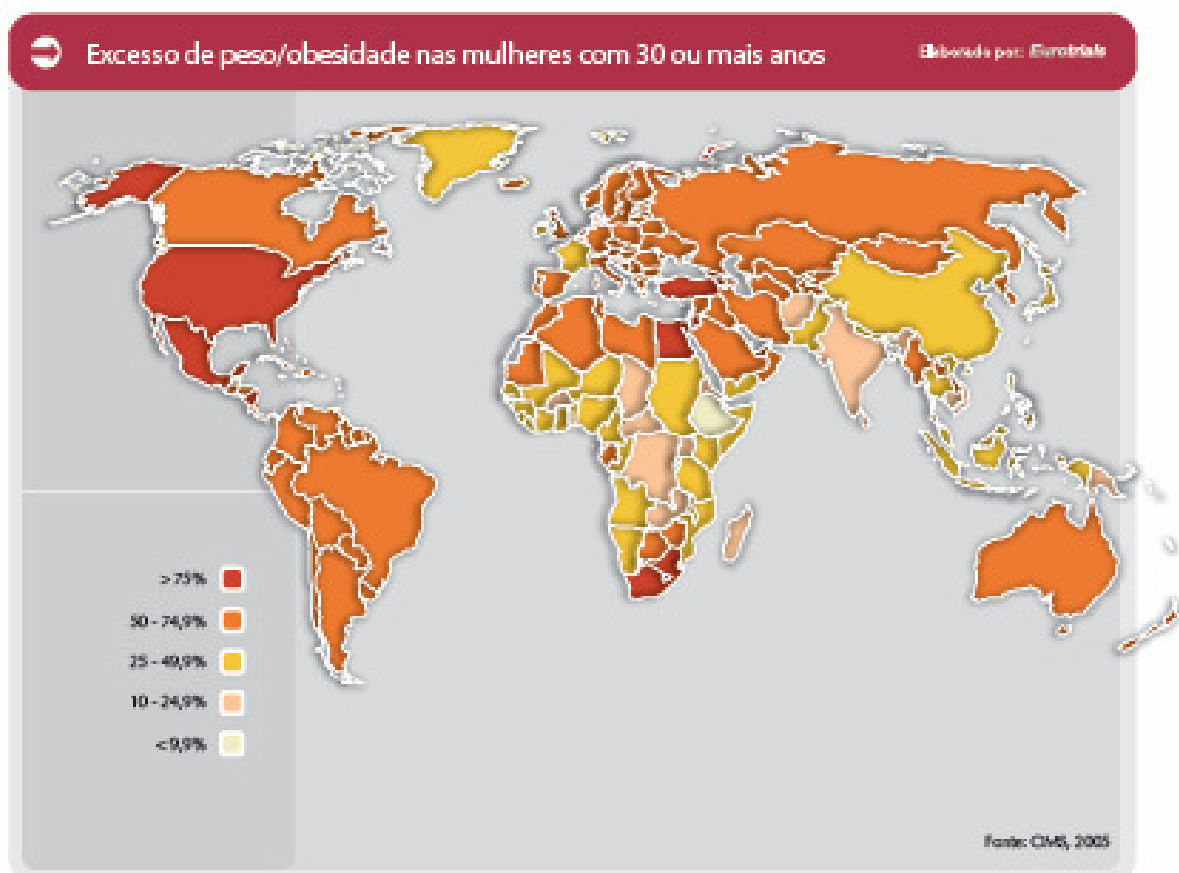 Excesso de peso/obesidade nas mulheres com 30 ou mais anos
Elaborado por: Eurotrials
> 75%
50 - 74,9%
25 - 49,9%
10 - 24,9%
< 9,9%
Fonte: OMS, 2005